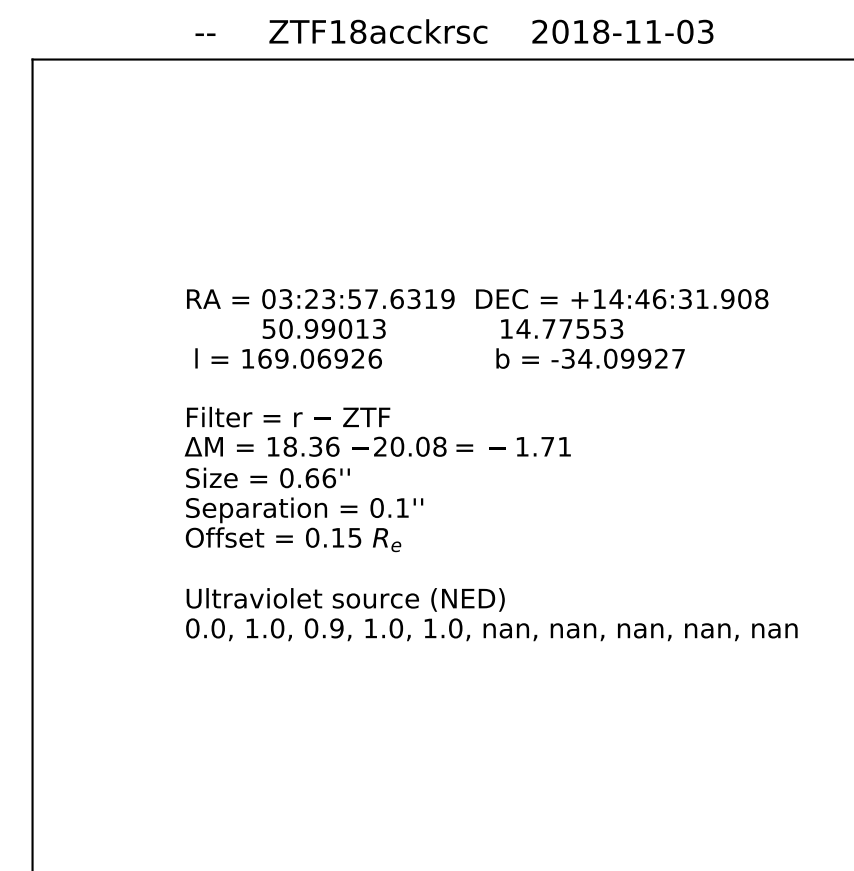 -- ZTF18acckrsc 2018-11-03
RA = 03:23:57.6319 DEC = +14:46:31.908
50.99013 14.77553
l = 169.06926 b = -34.09927
Filter = r − ZTF
ΔM = 18.36 −20.08 = − 1.71
Size = 0.66''
Separation = 0.1''
Offset = 0.15 Re
Ultraviolet source (NED)
0.0, 1.0, 0.9, 1.0, 1.0, nan, nan, nan, nan, nan